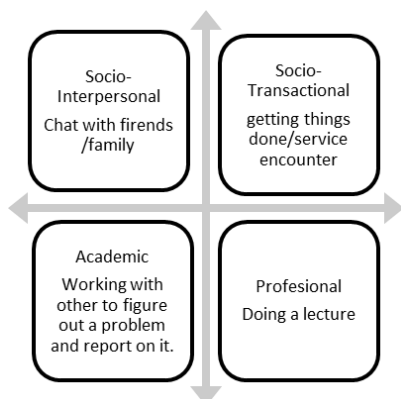 Socio-
Interpersonal
Chat with firends
/family
Socio-
Transactional
getting things
done/service
encounter
Academic
Working with
other to figure
out a problem
and report on it.
Profesional
Doing a lecture